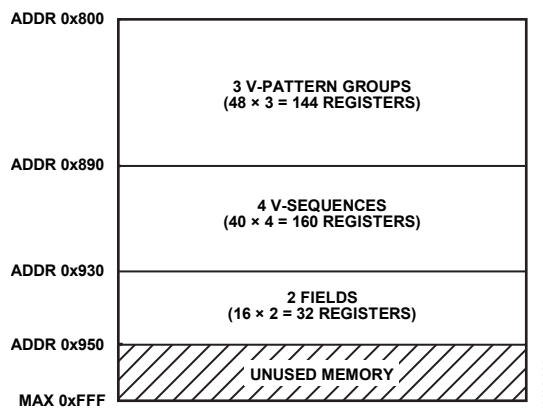 ADDR 0x800
3 V-PATTERN GROUPS
(48 × 3 = 144 REGISTERS)
ADDR 0x890
4 V-SEQUENCES
(40 × 4 = 160 REGISTERS)
ADDR 0x930
2 FIELDS
(16 × 2 = 32 REGISTERS)
ADDR 0x950
UNUSED MEMORY
MAX 0xFFF